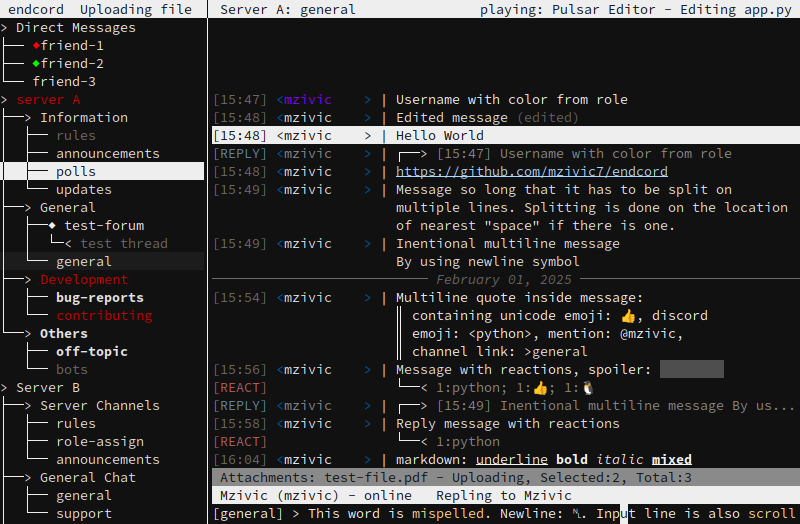 endcord  Uploading file
> Direct Messages
friend-1
friend-2
friend-3
> server A
> Information
rules
announcements
polls
updates
> General
test-forum
< test thread
general
> Development
bug-reports
contributing
> Others
off-topic
bots
> Server B
> Server Channels
rules
role-assign
announcements
> General Chat
general
support
Server A: general
playing: Pulsar Editor - Editing app.py
[15:47] <mzivic    > | Username with color from role
[15:48] <mzivic    > | Edited message (edited)
[15:48] <mzivic    > | Hello World
[REPLY] <mzivic    > | ┌──> [15:47] Username with color from role
[15:48] <mzivic    > | https://github.com/mzivic7/endcord
[15:49] <mzivic    > | Message so long that it has to be split on
multiple lines. Splitting is done on the location
of nearest "space" if there is one.
[15:49] <mzivic    > | Inentional multiline message
By using newline symbol
February 01, 2025
[15:54] <mzivic    > | Multiline quote inside message:
containing unicode emoji: 👍, discord
emoji: <python>, mention: @mzivic,
channel link: >general
[15:56] <mzivic    > | Message with reactions, spoiler:
[REACT] └──< 1:python; 1:👍; 1:🐧
[REPLY] <mzivic    > | ┌──> [15:49] Inentional multiline message By us...
[15:58] <mzivic    > | Reply message with reactions
[REACT] └──< 1:python
[16:04] <mzivic    > | markdown: underline bold italic mixed
Attachments: test-file.pdf - Uploading, Selected:2, Total:3
Mzivic (mzivic) - online   Repling to Mzivic
[general] > This word is mispelled. Newline: ␤. Input line is also scroll